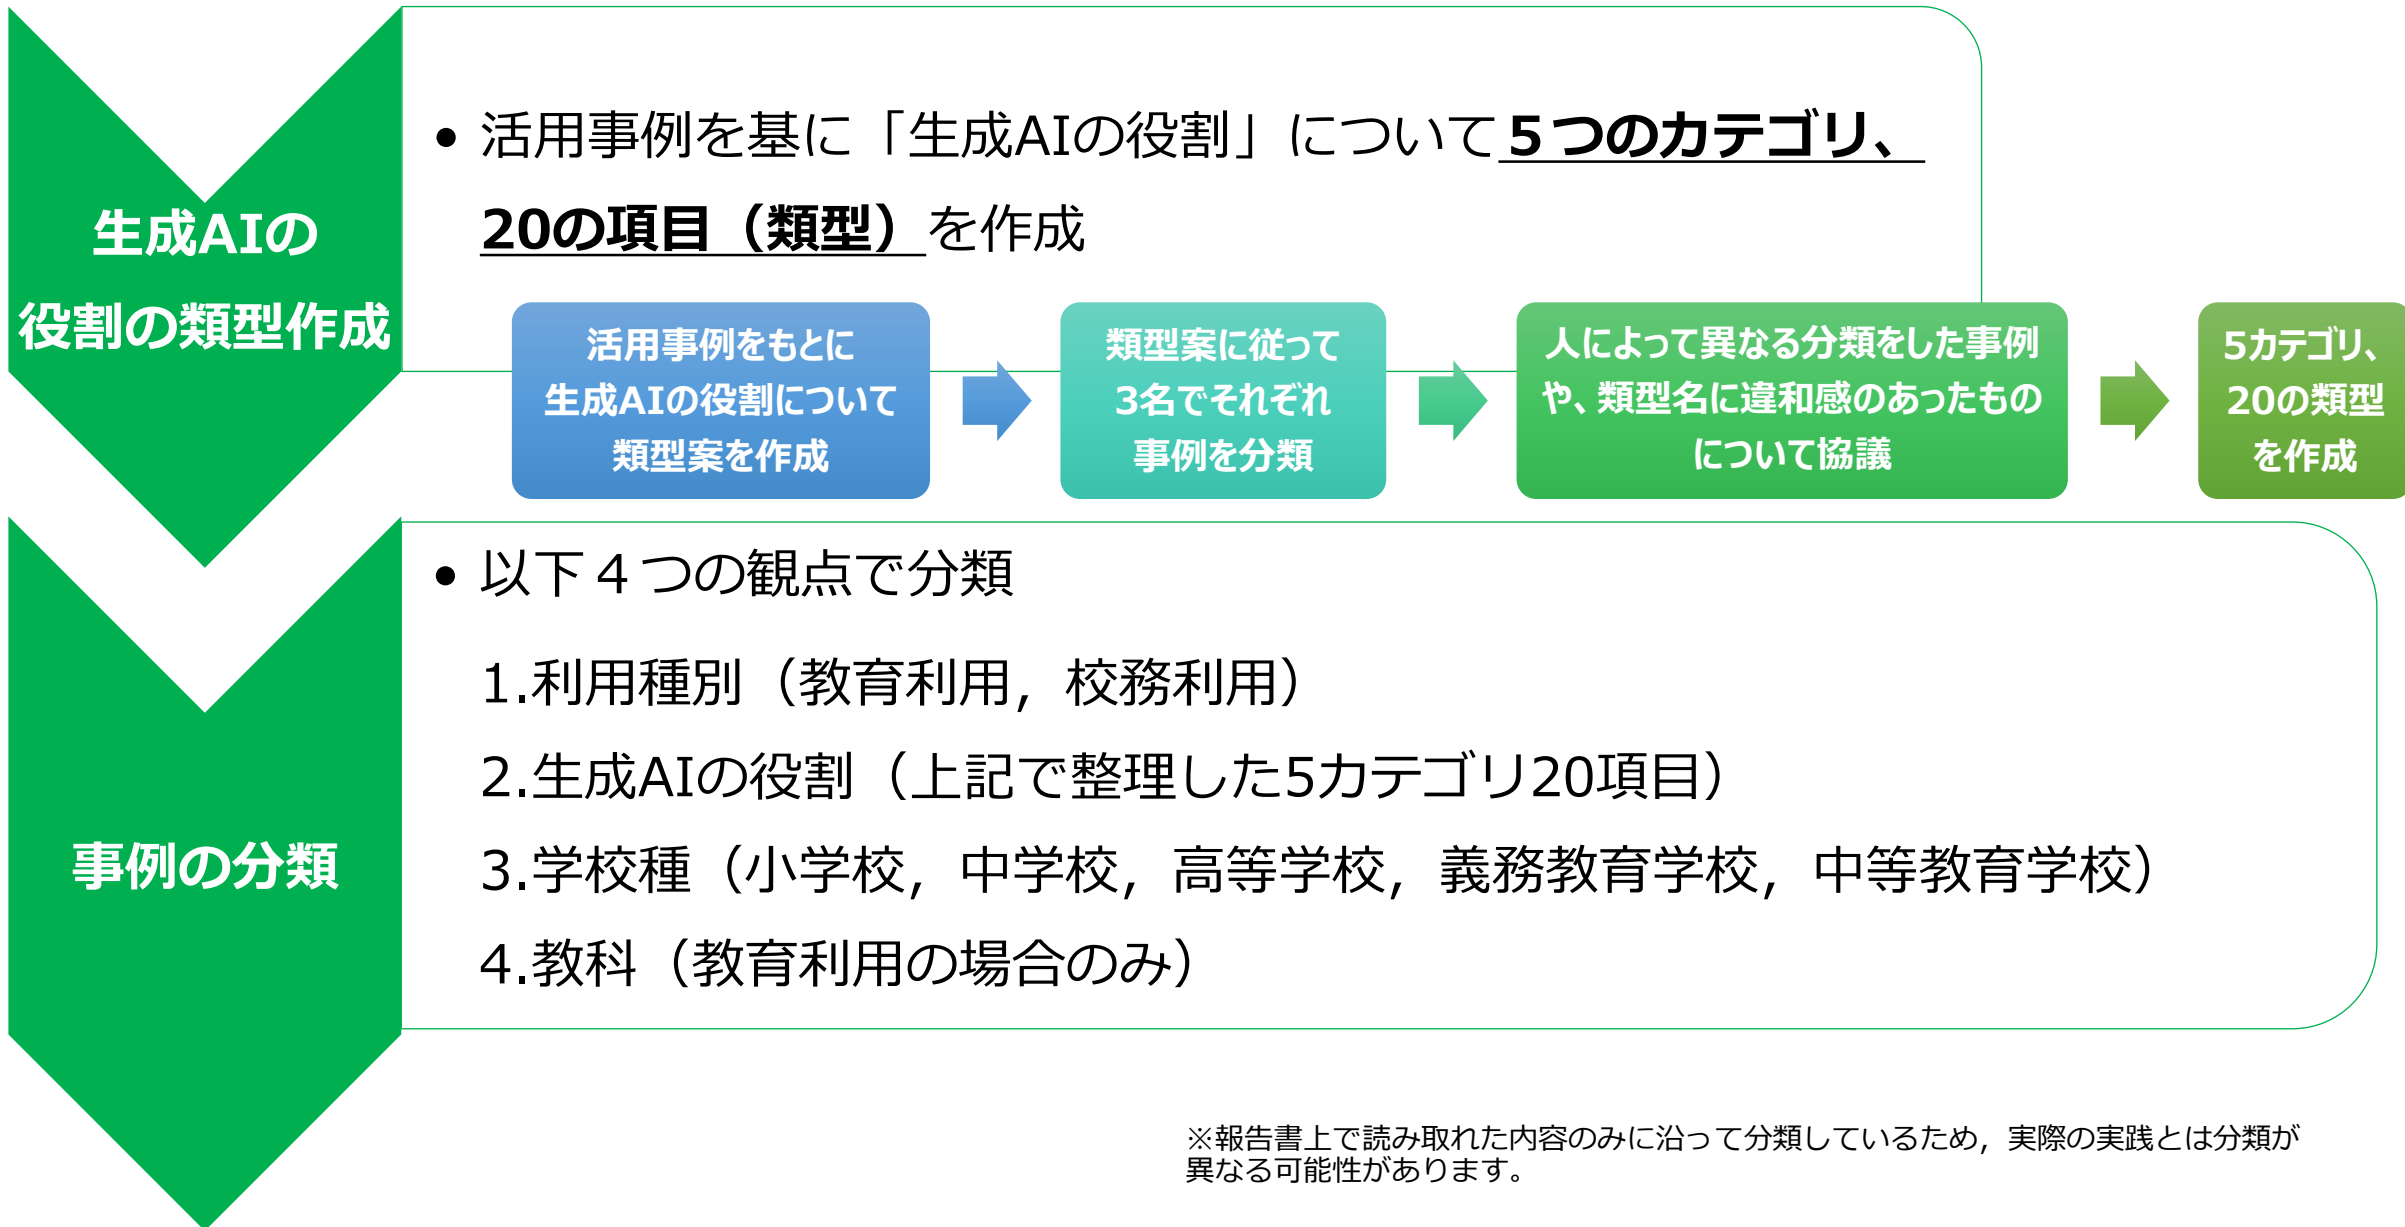 生成AIの
役割の類型作成
• 活用事例を基に「生成AIの役割」について５つのカテゴリ、
20の項目（類型）を作成
活用事例をもとに
生成AIの役割について
類型案を作成
類型案に従って
3名でそれぞれ
事例を分類
人によって異なる分類をした事例
や、類型名に違和感のあったもの
について協議
5カテゴリ、
20の類型
を作成
事例の分類
• 以下４つの観点で分類
1.利用種別（教育利用，校務利用）
2.生成AIの役割（上記で整理した5カテゴリ20項目）
3.学校種（小学校，中学校，高等学校，義務教育学校，中等教育学校）
4.教科（教育利用の場合のみ）
※報告書上で読み取れた内容のみに沿って分類しているため，実際の実践とは分類が
異なる可能性があります。